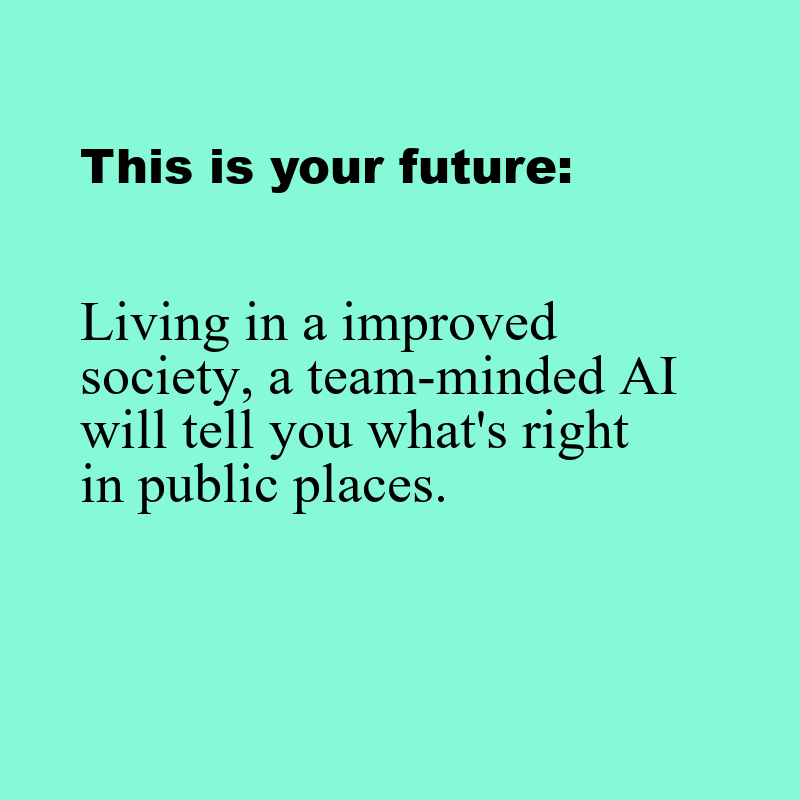 This is your future:
Living in a improved
society, a team-minded AI
will tell you what's right
in public places.